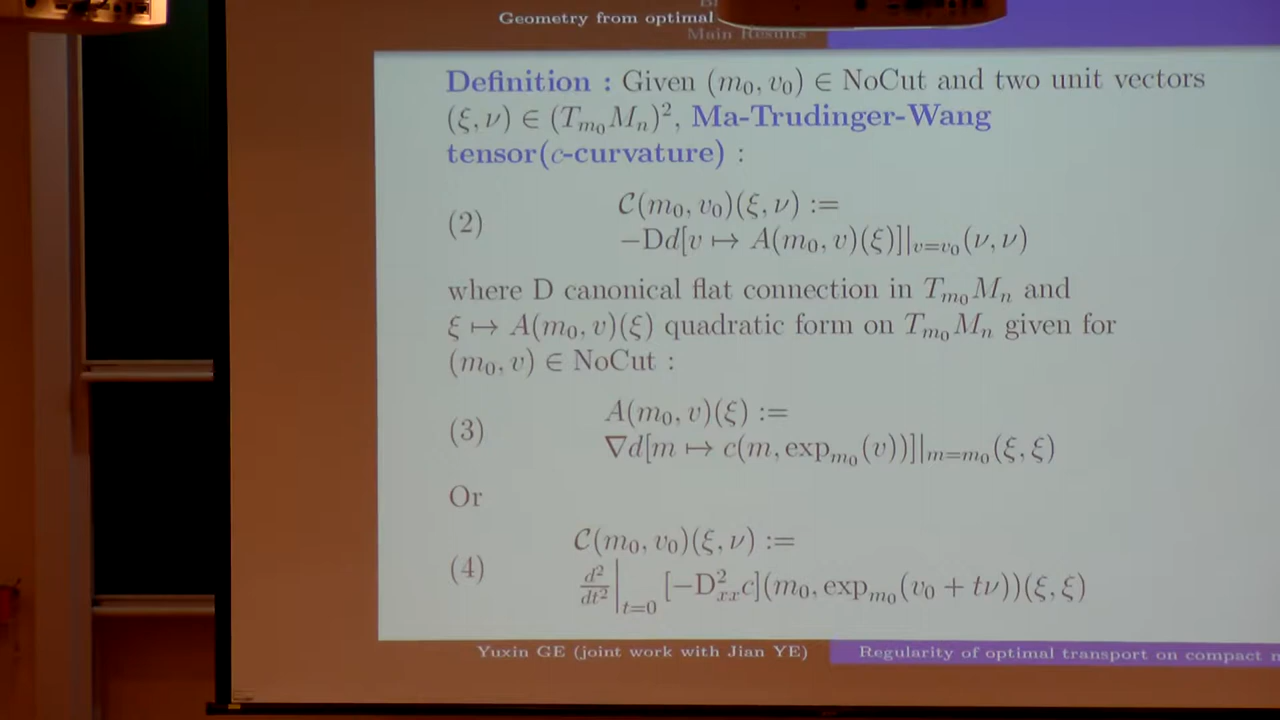 Geometry from optimal
Main Results
Definition : Given (m₀, v₀) ∈ NoCut and two unit vectors
(ξ, ν) ∈ (T_{m₀}M_n)², Ma-Trudinger-Wang
tensor(c-curvature) :
(2) C(m₀, v₀)(ξ, ν) :=
−Dd[v ↦ A(m₀, v)(ξ)]|_{v=v₀}(ν, ν)
where D canonical flat connection in T_{m₀}M_n and
ξ ↦ A(m₀, v)(ξ) quadratic form on T_{m₀}M_n given for
(m₀, v) ∈ NoCut :
(3) A(m₀, v)(ξ) :=
∇d[m ↦ c(m, exp_{m₀}(v))]|_{m=m₀}(ξ, ξ)
Or
(4) C(m₀, v₀)(ξ, ν) :=
d²/dt² |_{t=0} [−D²_{xx}c](m₀, exp_{m₀}(v₀ + tν))(ξ, ξ)
Yuxin GE (joint work with Jian YE)
Regularity of optimal transport on compact